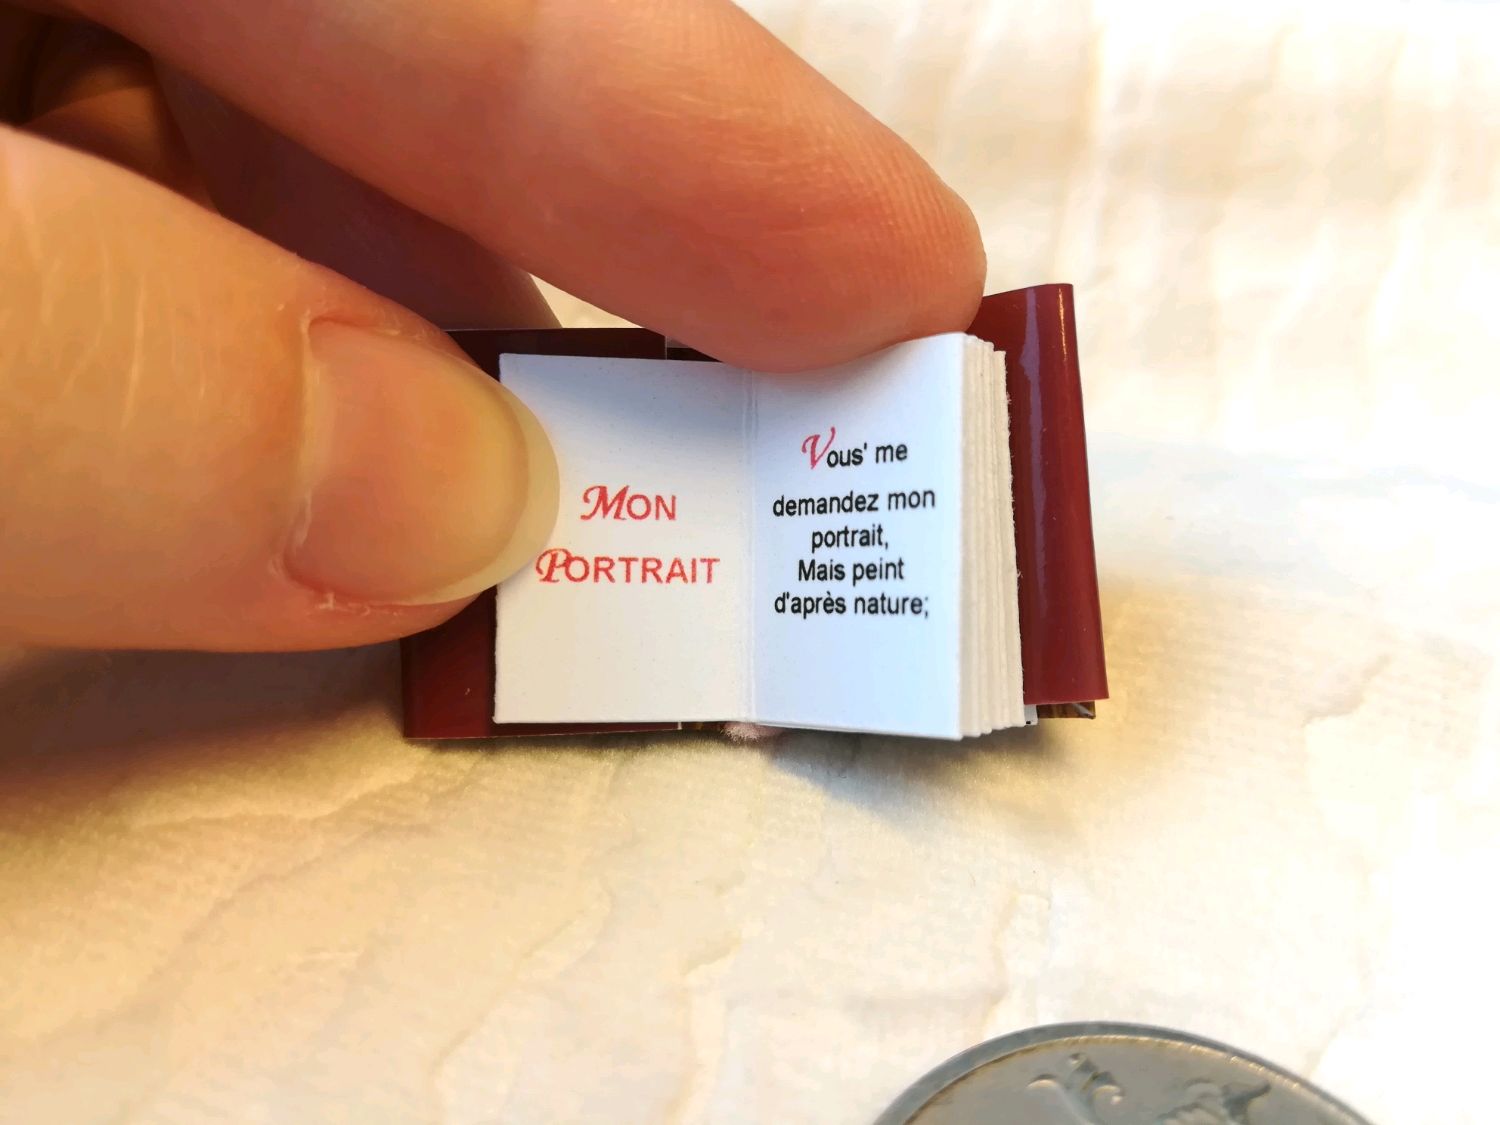 Mon
Portrait
Vous' me
demandez mon
portrait,
Mais peint
d'après nature;